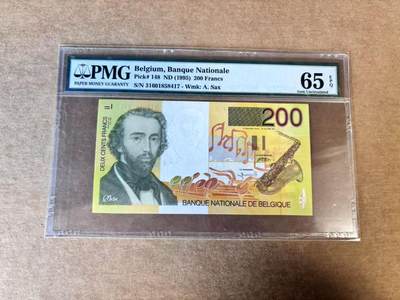 PMG
PAPER MONEY GUARANTY
Belgium, Banque Nationale
Pick# 148 ND (1995) 200 Francs
S/N 31601858417 - Wmk: A. Sax
65 EPQ
Gem Uncirculated
200
DEUX CENTS FRANCS
BANQUE NATIONALE DE BELGIQUE